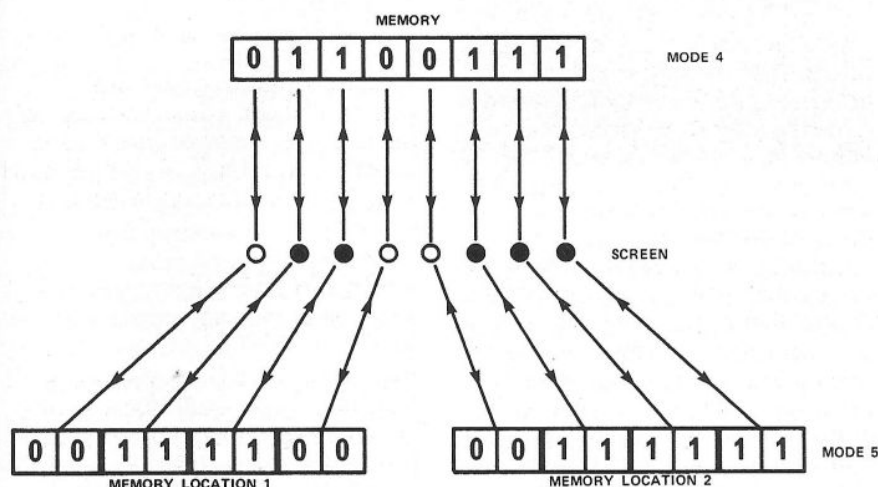 MEMORY
0 1 1 0 0 1 1 1 MODE 4
SCREEN
0 0 1 1 1 1 0 0 0 0 1 1 1 1 1 1 MODE 5
MEMORY LOCATION 1 MEMORY LOCATION 2